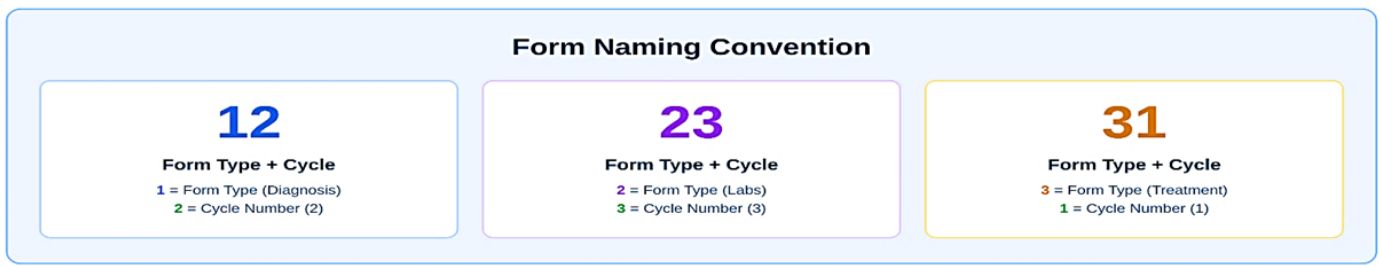 Form Naming Convention
12
Form Type + Cycle
1 = Form Type (Diagnosis)
2 = Cycle Number (2)
23
Form Type + Cycle
2 = Form Type (Labs)
3 = Cycle Number (3)
31
Form Type + Cycle
3 = Form Type (Treatment)
1 = Cycle Number (1)